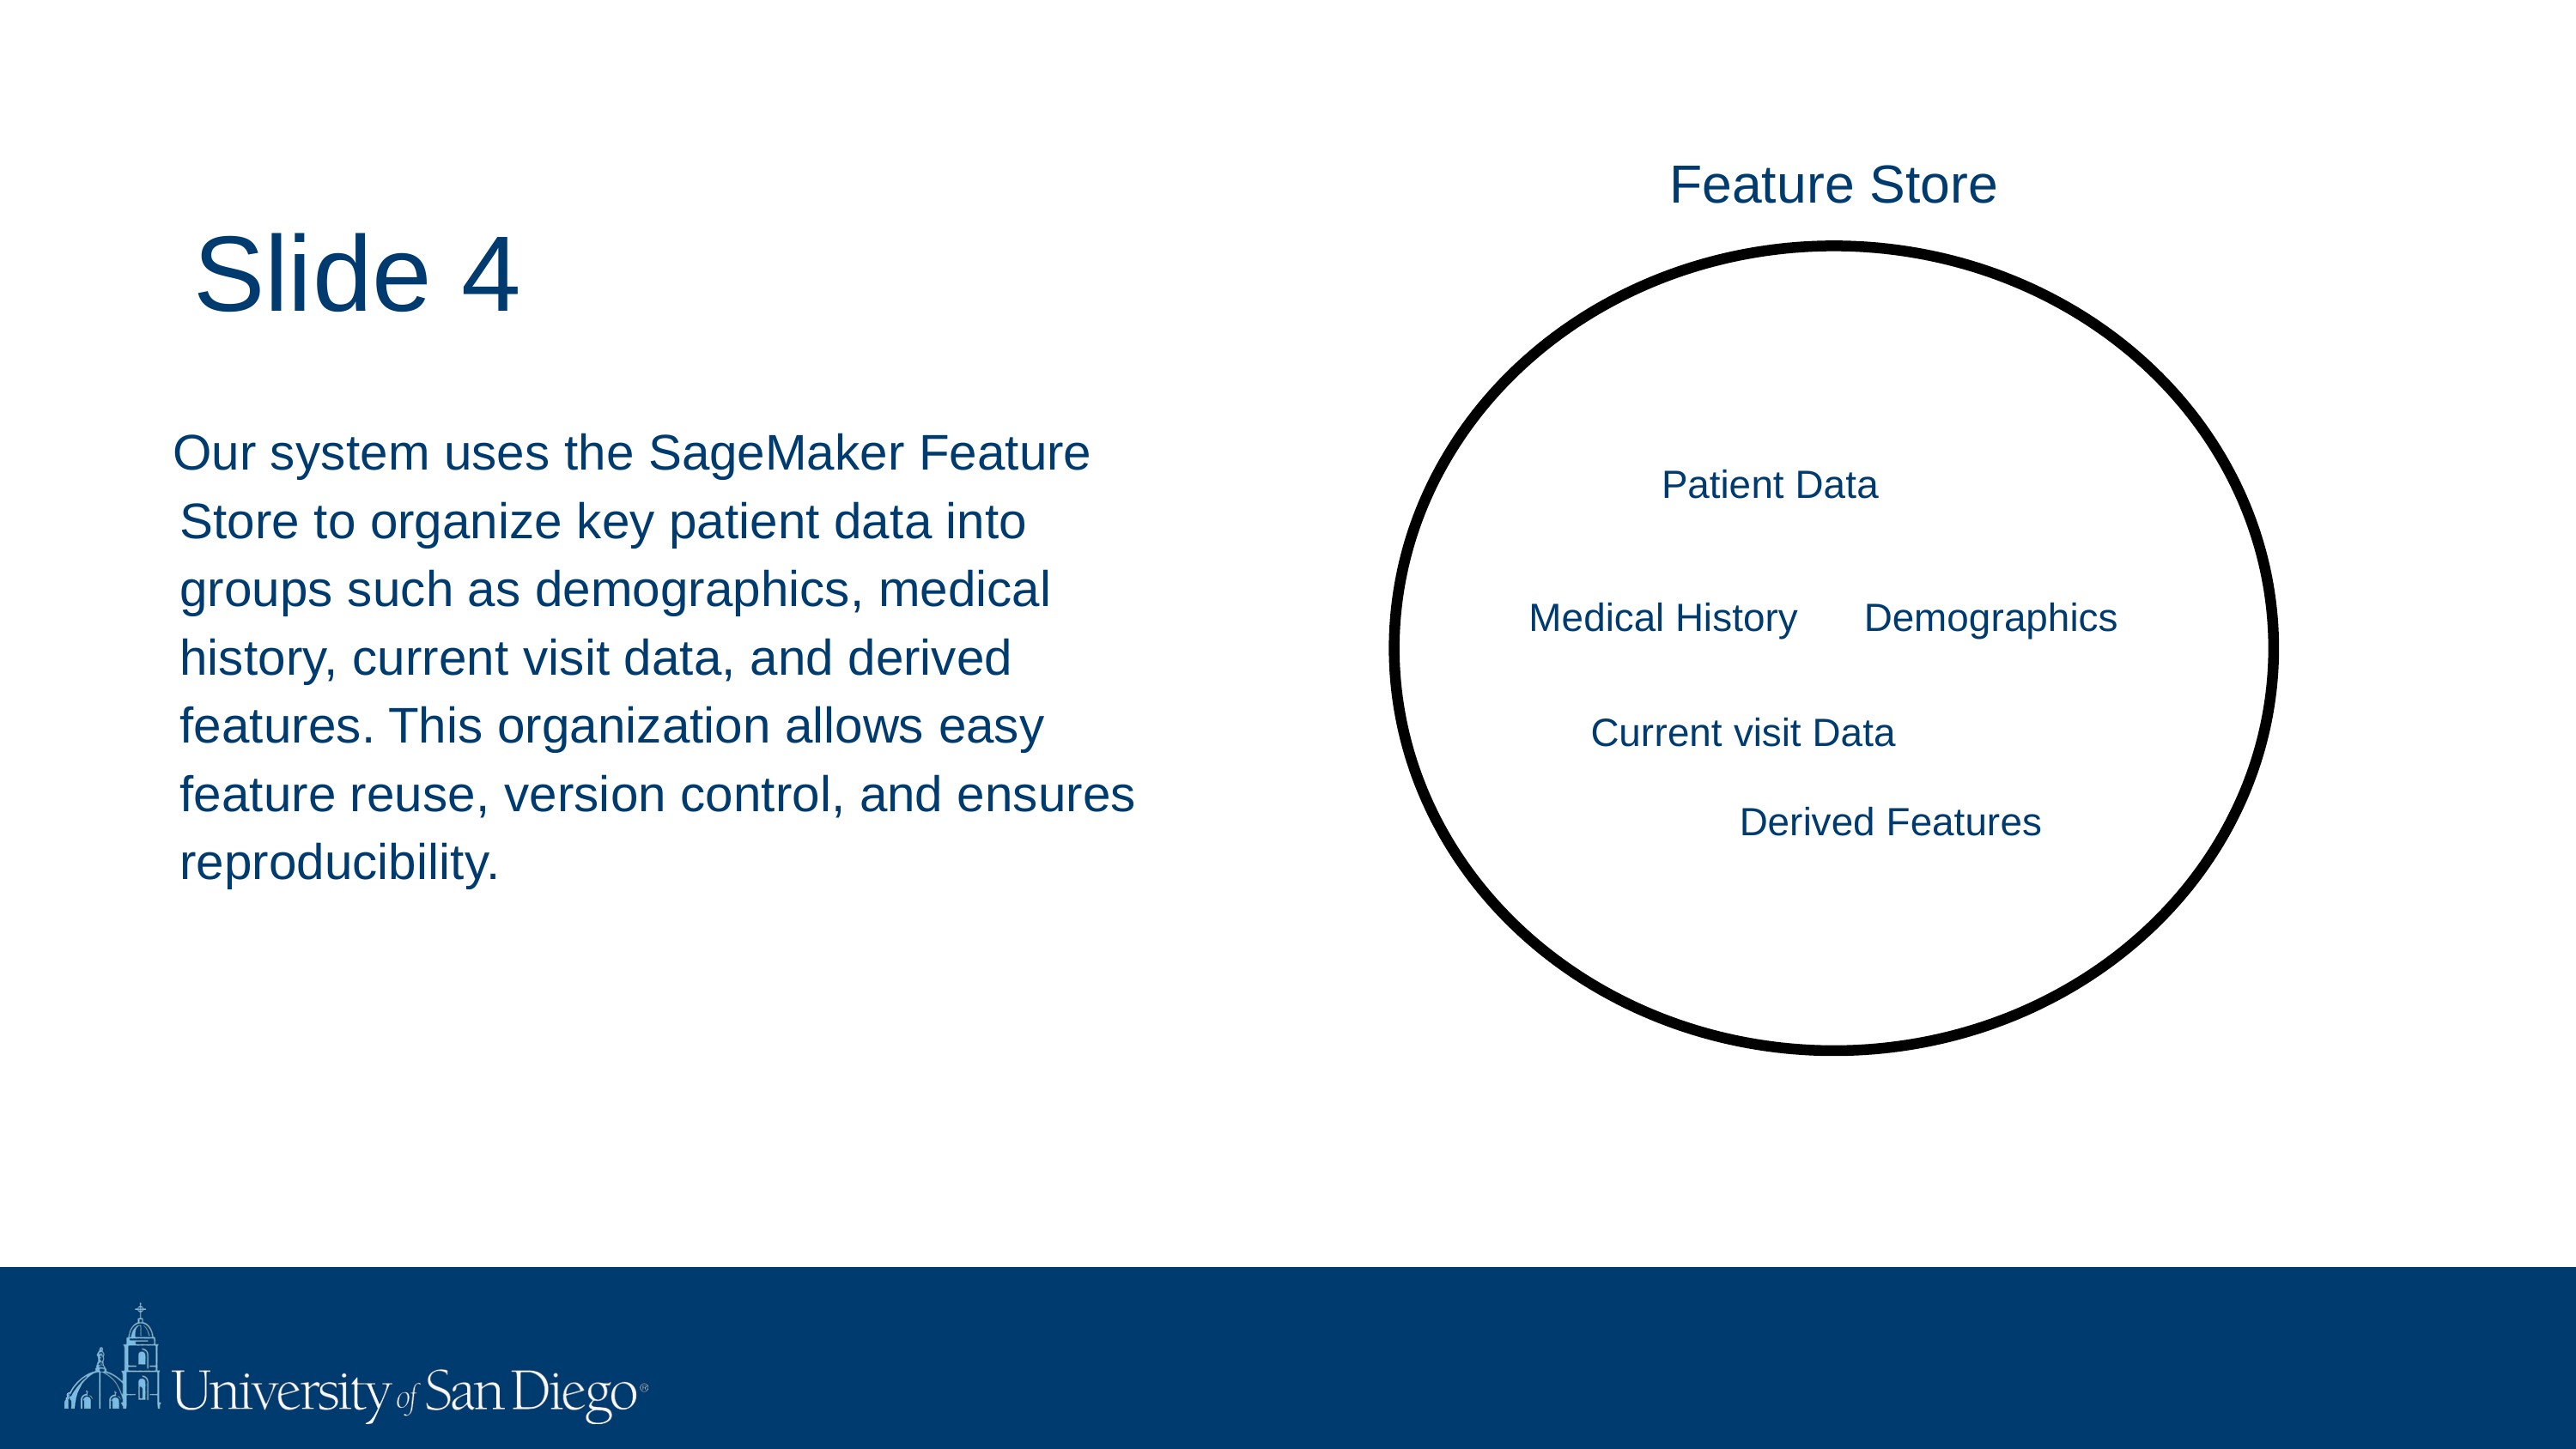 Slide 4
Our system uses the SageMaker Feature
Store to organize key patient data into
groups such as demographics, medical
history, current visit data, and derived
features. This organization allows easy
feature reuse, version control, and ensures
reproducibility.
Feature Store
Patient Data
Medical History Demographics
Current visit Data
Derived Features
University of San Diego®